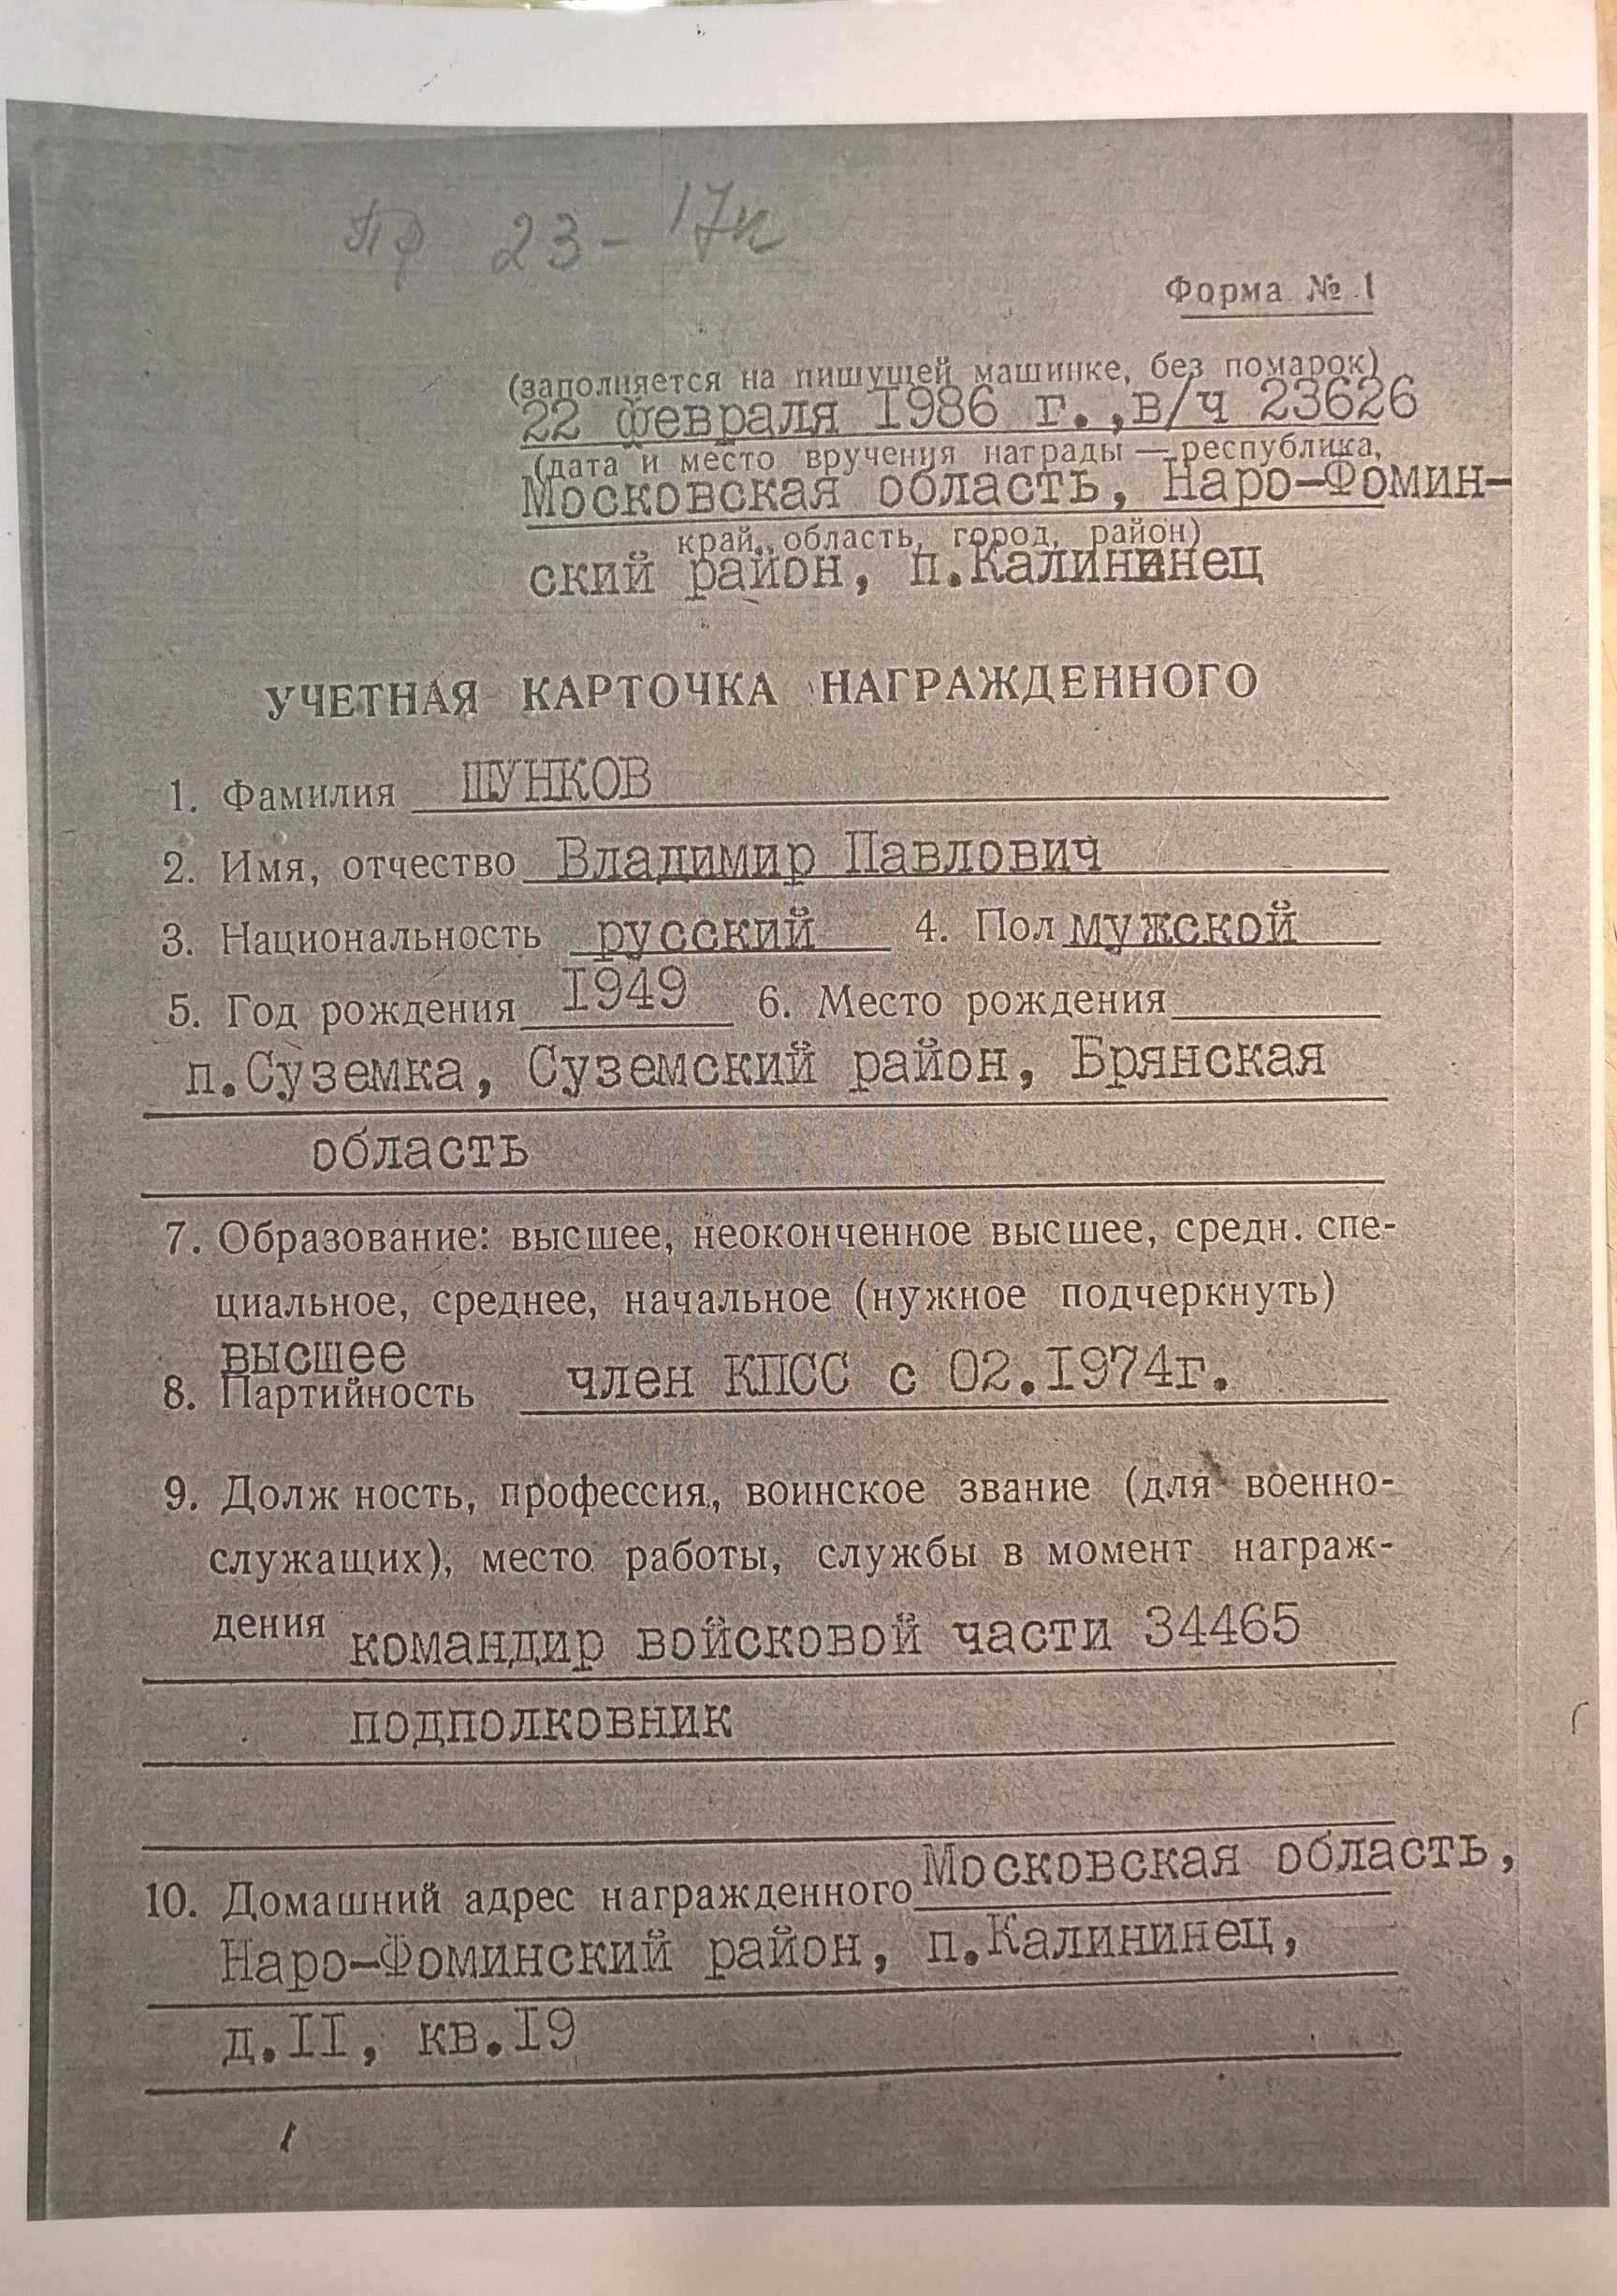 Пр 23-17к
Форма № 1
(заполняется на пишущей машинке, без помарок)
22 февраля 1986 г.,в/ч 23626
(дата и место вручения награды — республика,
Московская область, Наро-Фомин-
край, область, город, район)
ский район, п.Калининец
УЧЕТНАЯ КАРТОЧКА НАГРАЖДЕННОГО
1. Фамилия ШУНКОВ
2. Имя, отчество Владимир Павлович
3. Национальность русский 4. Пол мужской
5. Год рождения 1949 6. Место рождения
п.Суземка, Суземский район, Брянская
область
7. Образование: высшее, неоконченное высшее, средн. спе-
циальное, среднее, начальное (нужное подчеркнуть)
высшее
8. Партийность член КПСС с 02.1974г.
9. Должность, профессия, воинское звание (для военно-
служащих), место работы, службы в момент награж-
дения командир войсковой части 34465
подполковник
10. Домашний адрес награжденного Московская область,
Наро-Фоминский район, п.Калининец,
д.II, кв.I9